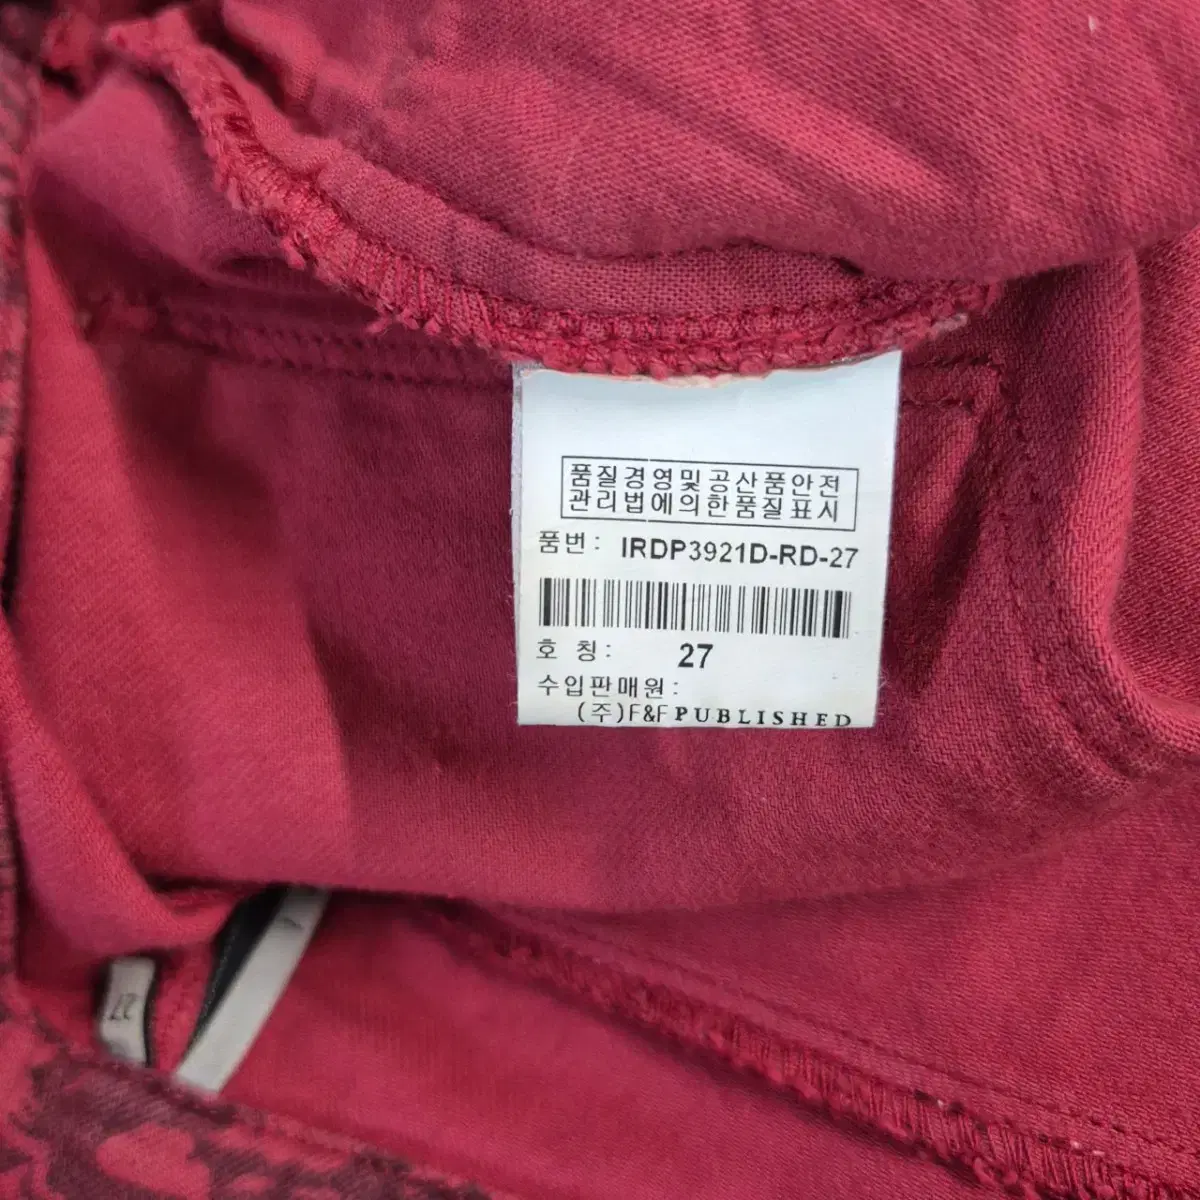 품질경영및공산품안전
관리법에의한품질표시
품번: IRDP3921D-RD-27
호 칭: 27
수입판매원:
(주)F&F PUBLISHED
27